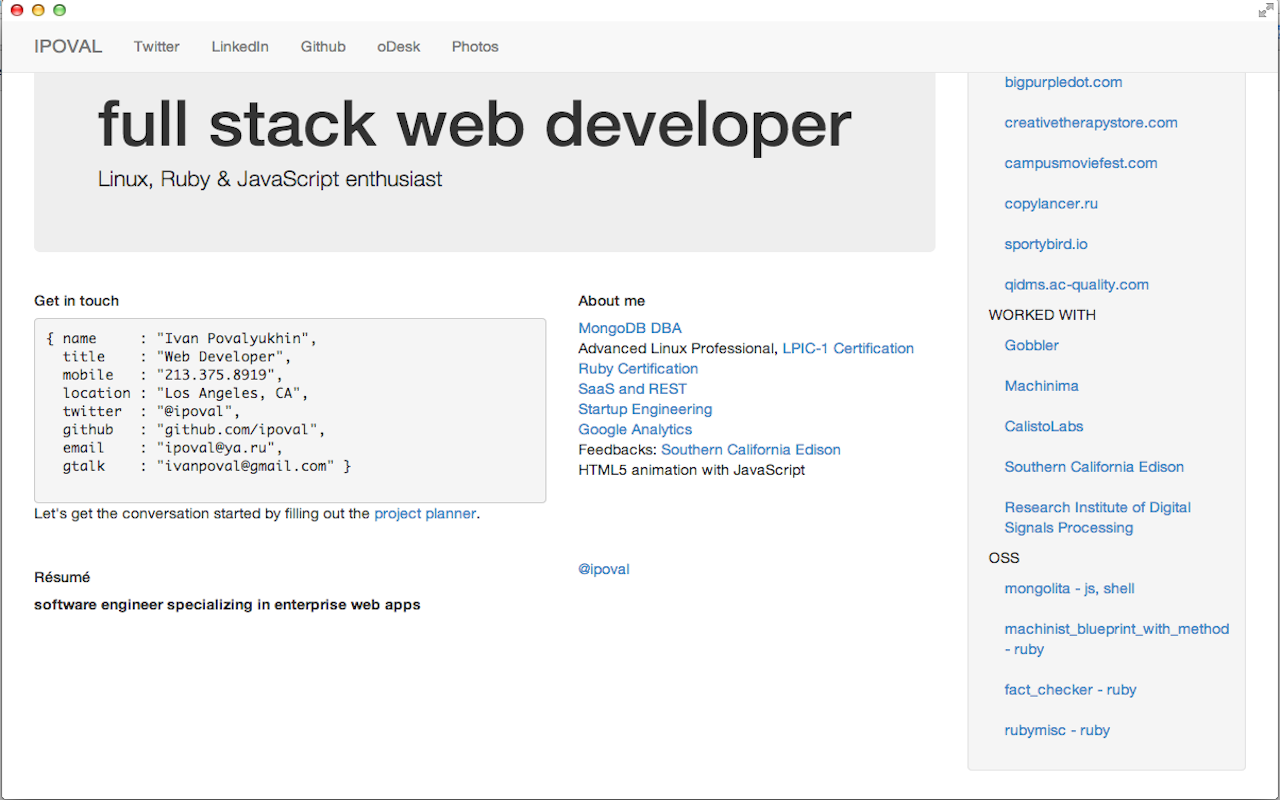 IPOVAL Twitter LinkedIn Github oDesk Photos
full stack web developer
Linux, Ruby & JavaScript enthusiast
Get in touch
{ name : "Ivan Povalyukhin",
title : "Web Developer",
mobile : "213.375.8919",
location : "Los Angeles, CA",
twitter : "@ipoval",
github : "github.com/ipoval",
email : "ipoval@ya.ru",
gtalk : "ivanpoval@gmail.com" }
Let's get the conversation started by filling out the project planner.
Résumé
software engineer specializing in enterprise web apps
About me
MongoDB DBA
Advanced Linux Professional, LPIC-1 Certification
Ruby Certification
SaaS and REST
Startup Engineering
Google Analytics
Feedbacks: Southern California Edison
HTML5 animation with JavaScript
@ipoval
bigpurpledot.com
creativetherapystore.com
campusmoviefest.com
copylancer.ru
sportybird.io
qidms.ac-quality.com
WORKED WITH
Gobbler
Machinima
CalistoLabs
Southern California Edison
Research Institute of Digital
Signals Processing
OSS
mongolita - js, shell
machinist_blueprint_with_method
- ruby
fact_checker - ruby
rubymisc - ruby